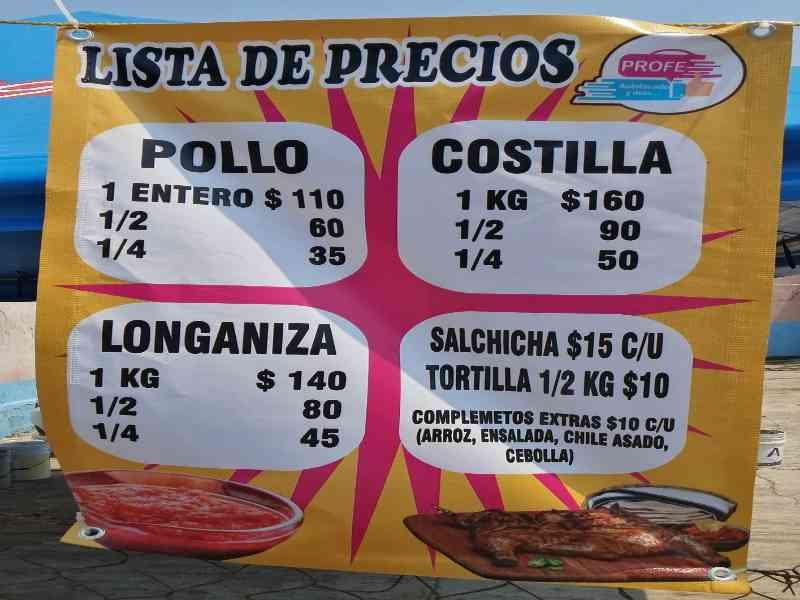 LISTA DE PRECIOS
PROFE
Autolavado
y deso...
POLLO
1 ENTERO $ 110
1/2 60
1/4 35
COSTILLA
1 KG $160
1/2 90
1/4 50
LONGANIZA
1 KG $ 140
1/2 80
1/4 45
SALCHICHA $15 C/U
TORTILLA 1/2 KG $10
COMPLEMETOS EXTRAS $10 C/U
(ARROZ, ENSALADA, CHILE ASADO,
CEBOLLA)